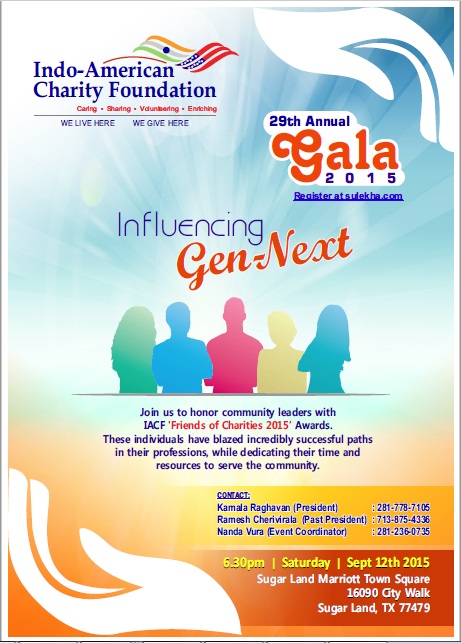 Indo-American
Charity Foundation
Caring • Sharing • Volunteering • Enriching
WE LIVE HERE WE GIVE HERE
29th Annual
Gala
2015
Register at sulekha.com
Influencing
Gen-Next
Join us to honor community leaders with
IACF 'Friends of Charities 2015' Awards.
These individuals have blazed incredibly successful paths
in their professions, while dedicating their time and
resources to serve the community.
CONTACT:
Kamala Raghavan (President) : 281-778-7105
Ramesh Cherivirala (Past President) : 713-875-4336
Nanda Vura (Event Coordinator) : 281-236-0735
6.30pm | Saturday | Sept 12th 2015
Sugar Land Marriott Town Square
16090 City Walk
Sugar Land, TX 77479